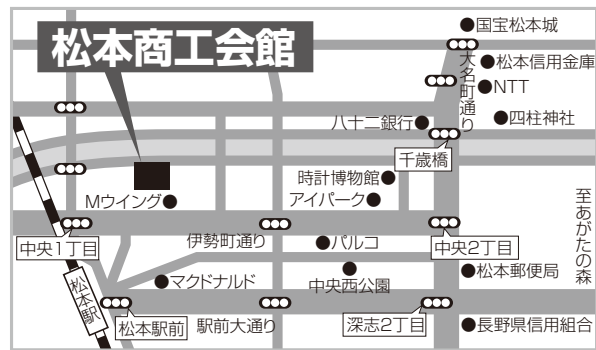 松本商工会館
●国宝松本城
大名町通り
●松本信用金庫
●NTT
八十二銀行●
●四柱神社
千歳橋
時計博物館●
アイパーク●
Mウイング●
至あがたの森
中央1丁目
伊勢町通り
●パルコ
中央2丁目
松本駅
●マクドナルド
中央西公園
●松本郵便局
松本駅前
駅前大通り
深志2丁目
●長野県信用組合